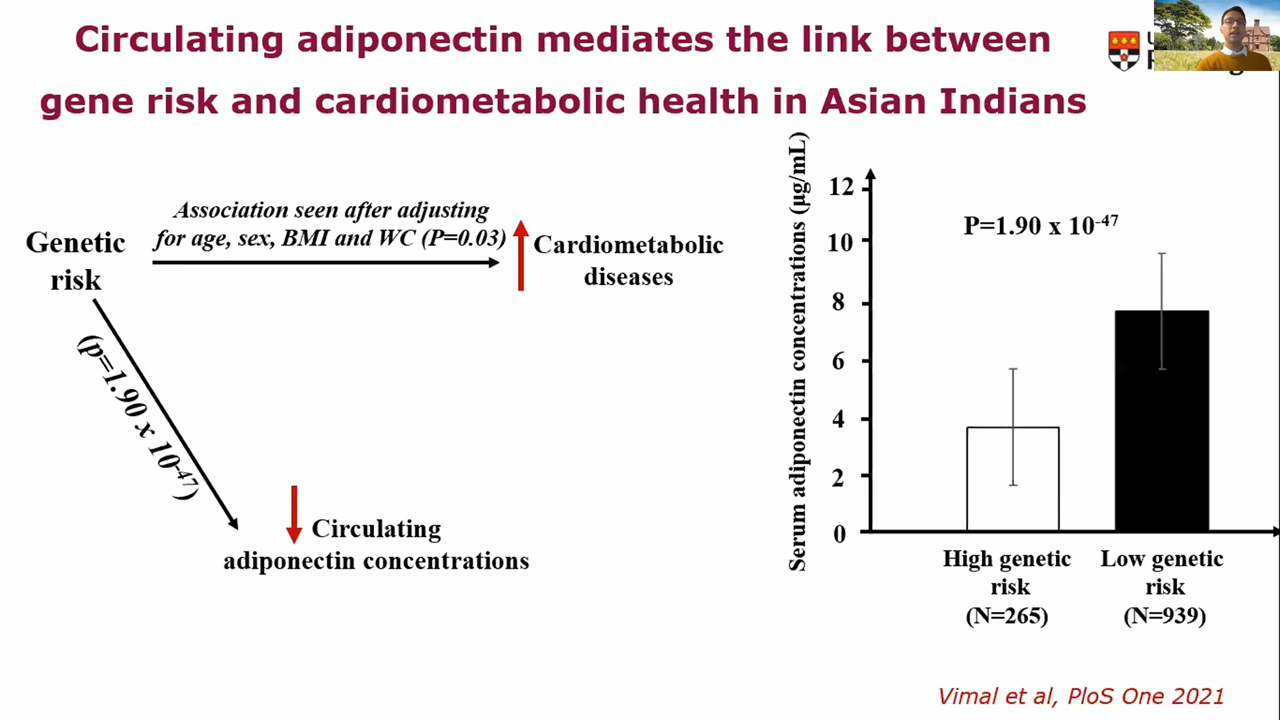 Circulating adiponectin mediates the link between
gene risk and cardiometabolic health in Asian Indians
Association seen after adjusting
for age, sex, BMI and WC (P=0.03)
Genetic
risk
Cardiometabolic
diseases
(p=1.90 x 10-47)
Circulating
adiponectin concentrations
Serum adiponectin concentrations (µg/mL)
12
10
8
6
4
2
0
P=1.90 x 10-47
High genetic
risk
(N=265)
Low genetic
risk
(N=939)
Vimal et al, PloS One 2021